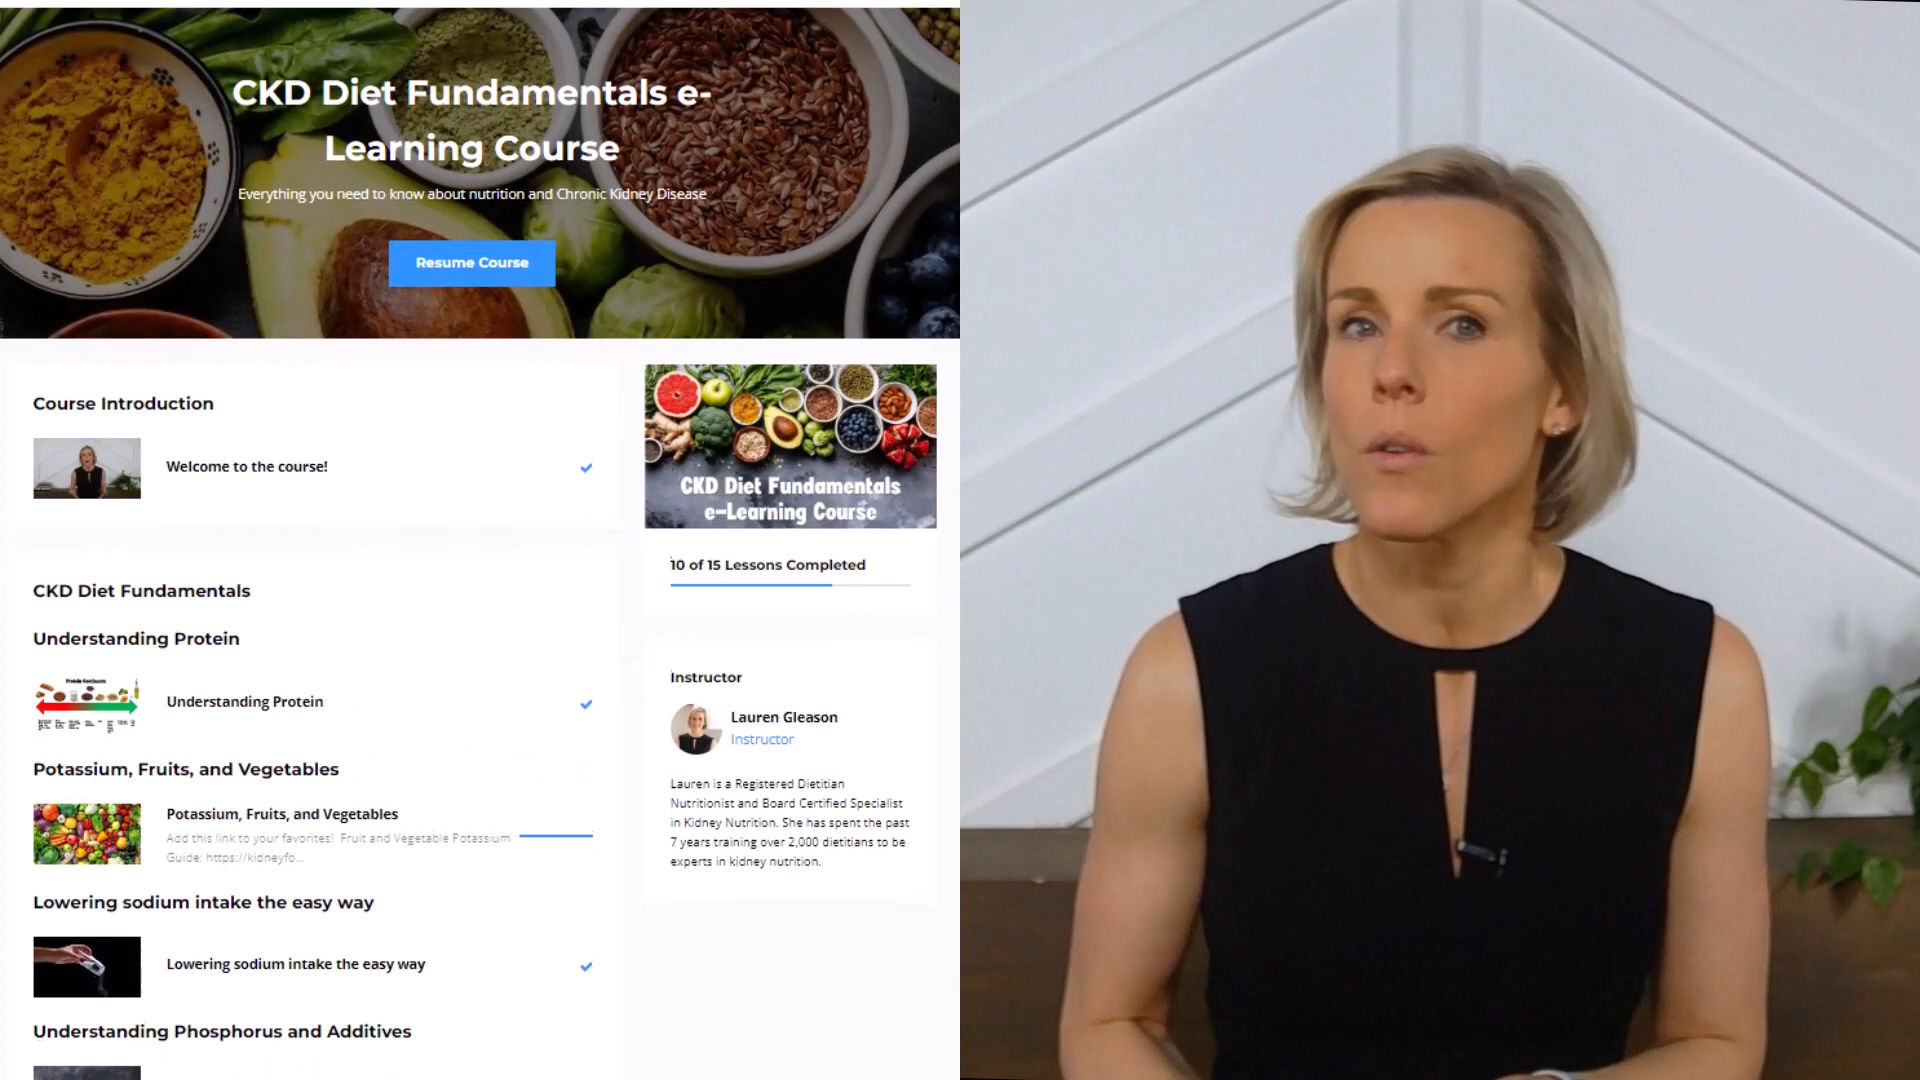 CKD Diet Fundamentals e-
Learning Course
Everything you need to know about nutrition and Chronic Kidney Disease
Resume Course
Course Introduction
Welcome to the course!
CKD Diet Fundamentals
Understanding Protein
Understanding Protein
Potassium, Fruits, and Vegetables
Potassium, Fruits, and Vegetables
Add this link to your favorites! Fruit and Vegetable Potassium
Guide: https://kidneyfo...
Lowering sodium intake the easy way
Lowering sodium intake the easy way
Understanding Phosphorus and Additives
CKD Diet Fundamentals
e-Learning Course
10 of 15 Lessons Completed
Instructor
Lauren Gleason
Instructor
Lauren is a Registered Dietitian
Nutritionist and Board Certified Specialist
in Kidney Nutrition. She has spent the past
7 years training over 2,000 dietitians to be
experts in kidney nutrition.